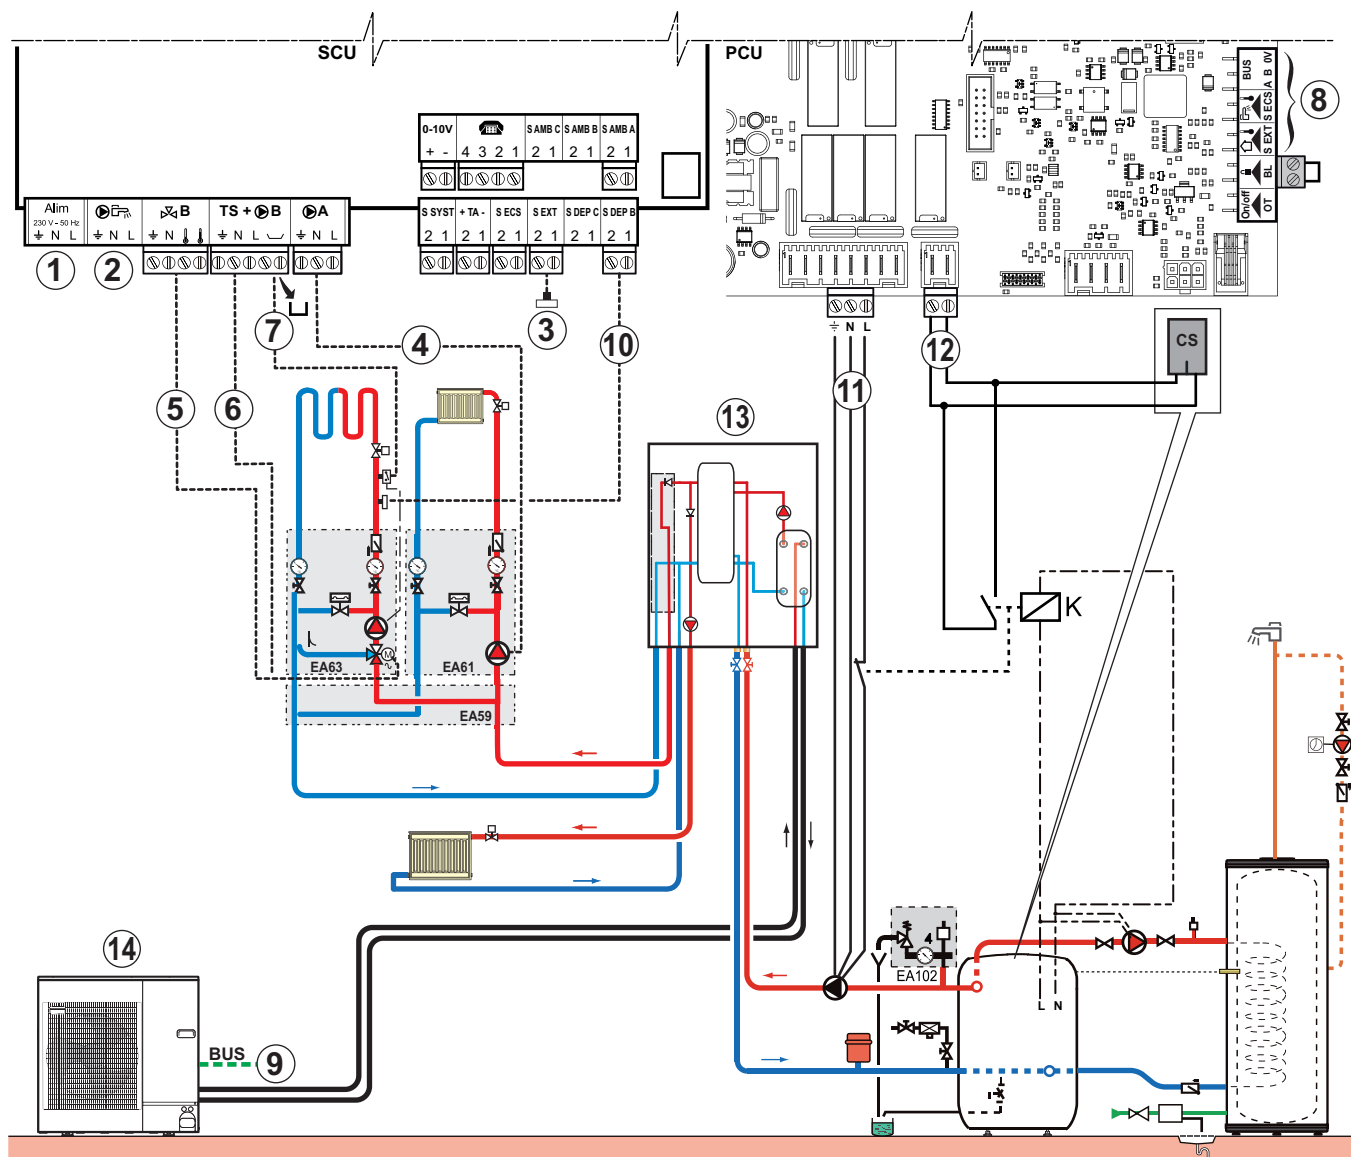 SCU
PCU
0-10V S AMB C S AMB B S AMB A
+ - 4 3 2 1 2 1 2 1 2 1
BUS A B 0V
S ECS
S EXT
BL
On/off OT
8
Alim
230 V - 50 Hz
N L
N L
B
N
TS + B
N L
A
N L
S SYST + TA - S ECS S EXT S DEP C S DEP B
2 1 2 1 2 1 2 1 2 1 2 1
1
1
1 2
N L
7 4 3 10 12
CS
11
5 6
13
K
M
EA63 EA61
EA59
14
4
EA102
L N
BUS 9